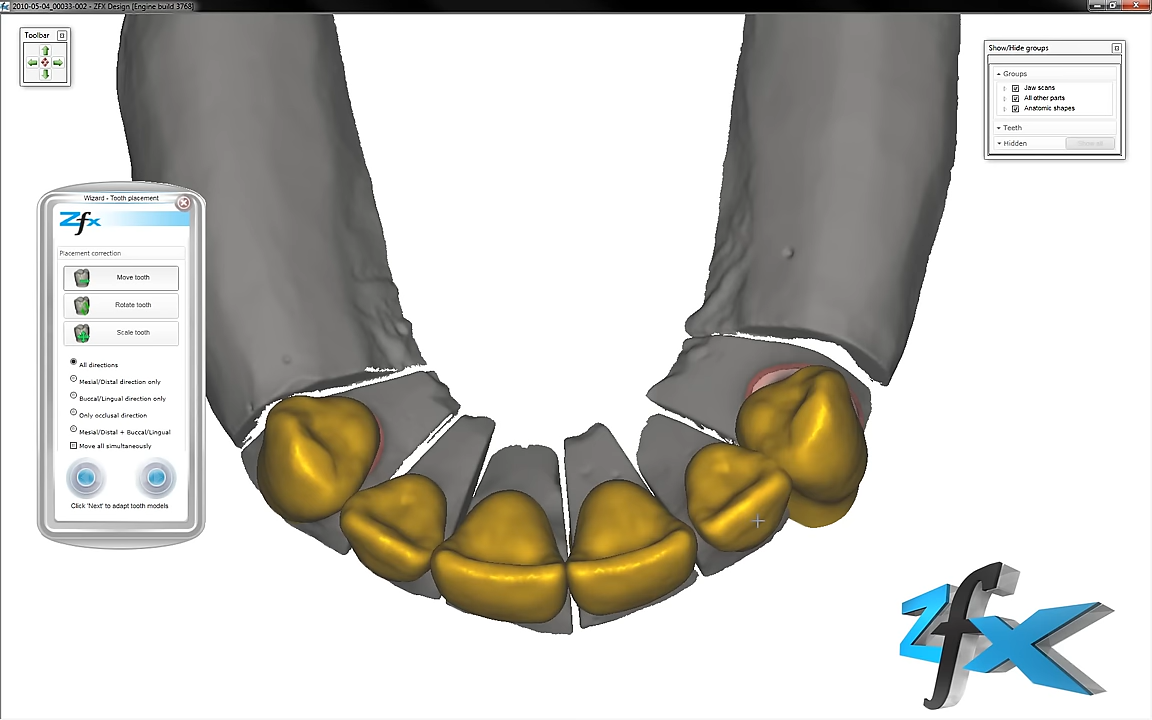 2010-05-04_00033-002 - ZFX Design [Engine build 3768]
Toolbar
Show/Hide groups
Groups
Jaw scans
All other parts
Anatomic shapes
Teeth
Hidden
Show all
Wizard - Tooth placement
Zfx
Placement correction
Move tooth
Rotate tooth
Scale tooth
All directions
Mesial/Distal direction only
Buccal/Lingual direction only
Only occlusal direction
Mesial/Distal + Buccal/Lingual
Move all simultaneously
Click 'Next' to adapt tooth models
zfx